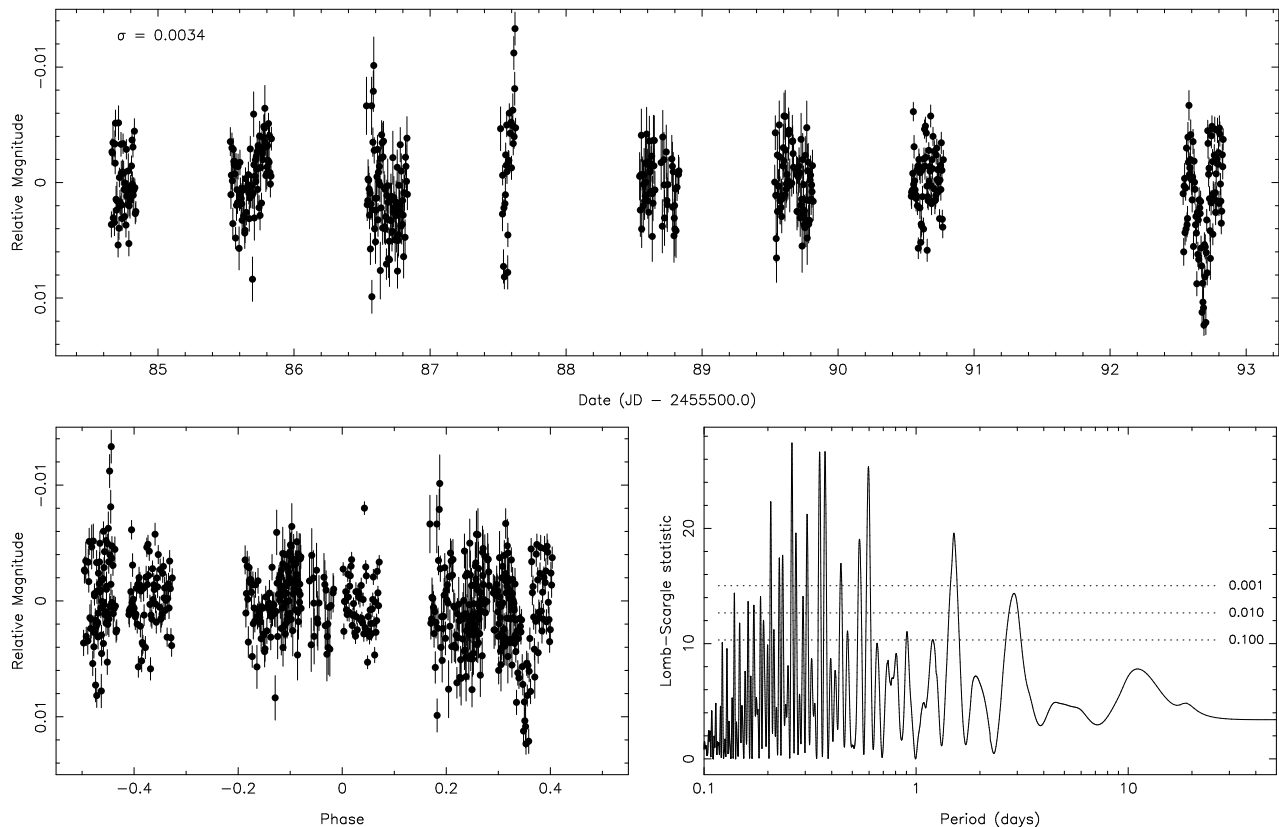 σ = 0.0034
Relative Magnitude
−0.01
0
0.01
85 86 87 88 89 90 91 92 93
Date (JD − 2455500.0)
Relative Magnitude
−0.01
0
0.01
−0.4 −0.2 0 0.2 0.4
Phase
Lomb−Scargle statistic
20
10
0
0.001
0.010
0.100
0.1 1 10
Period (days)